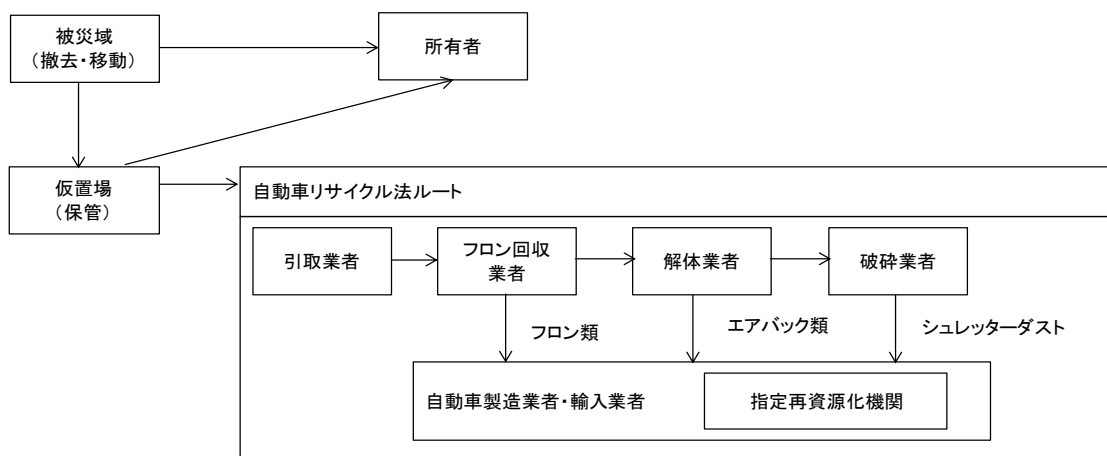 被災域
(撤去・移動)
所有者
仮置場
(保管)
自動車リサイクル法ルート
引取業者
フロン回収
業者
解体業者
破砕業者
フロン類
エアバック類
シュレッターダスト
自動車製造業者・輸入業者
指定再資源化機関